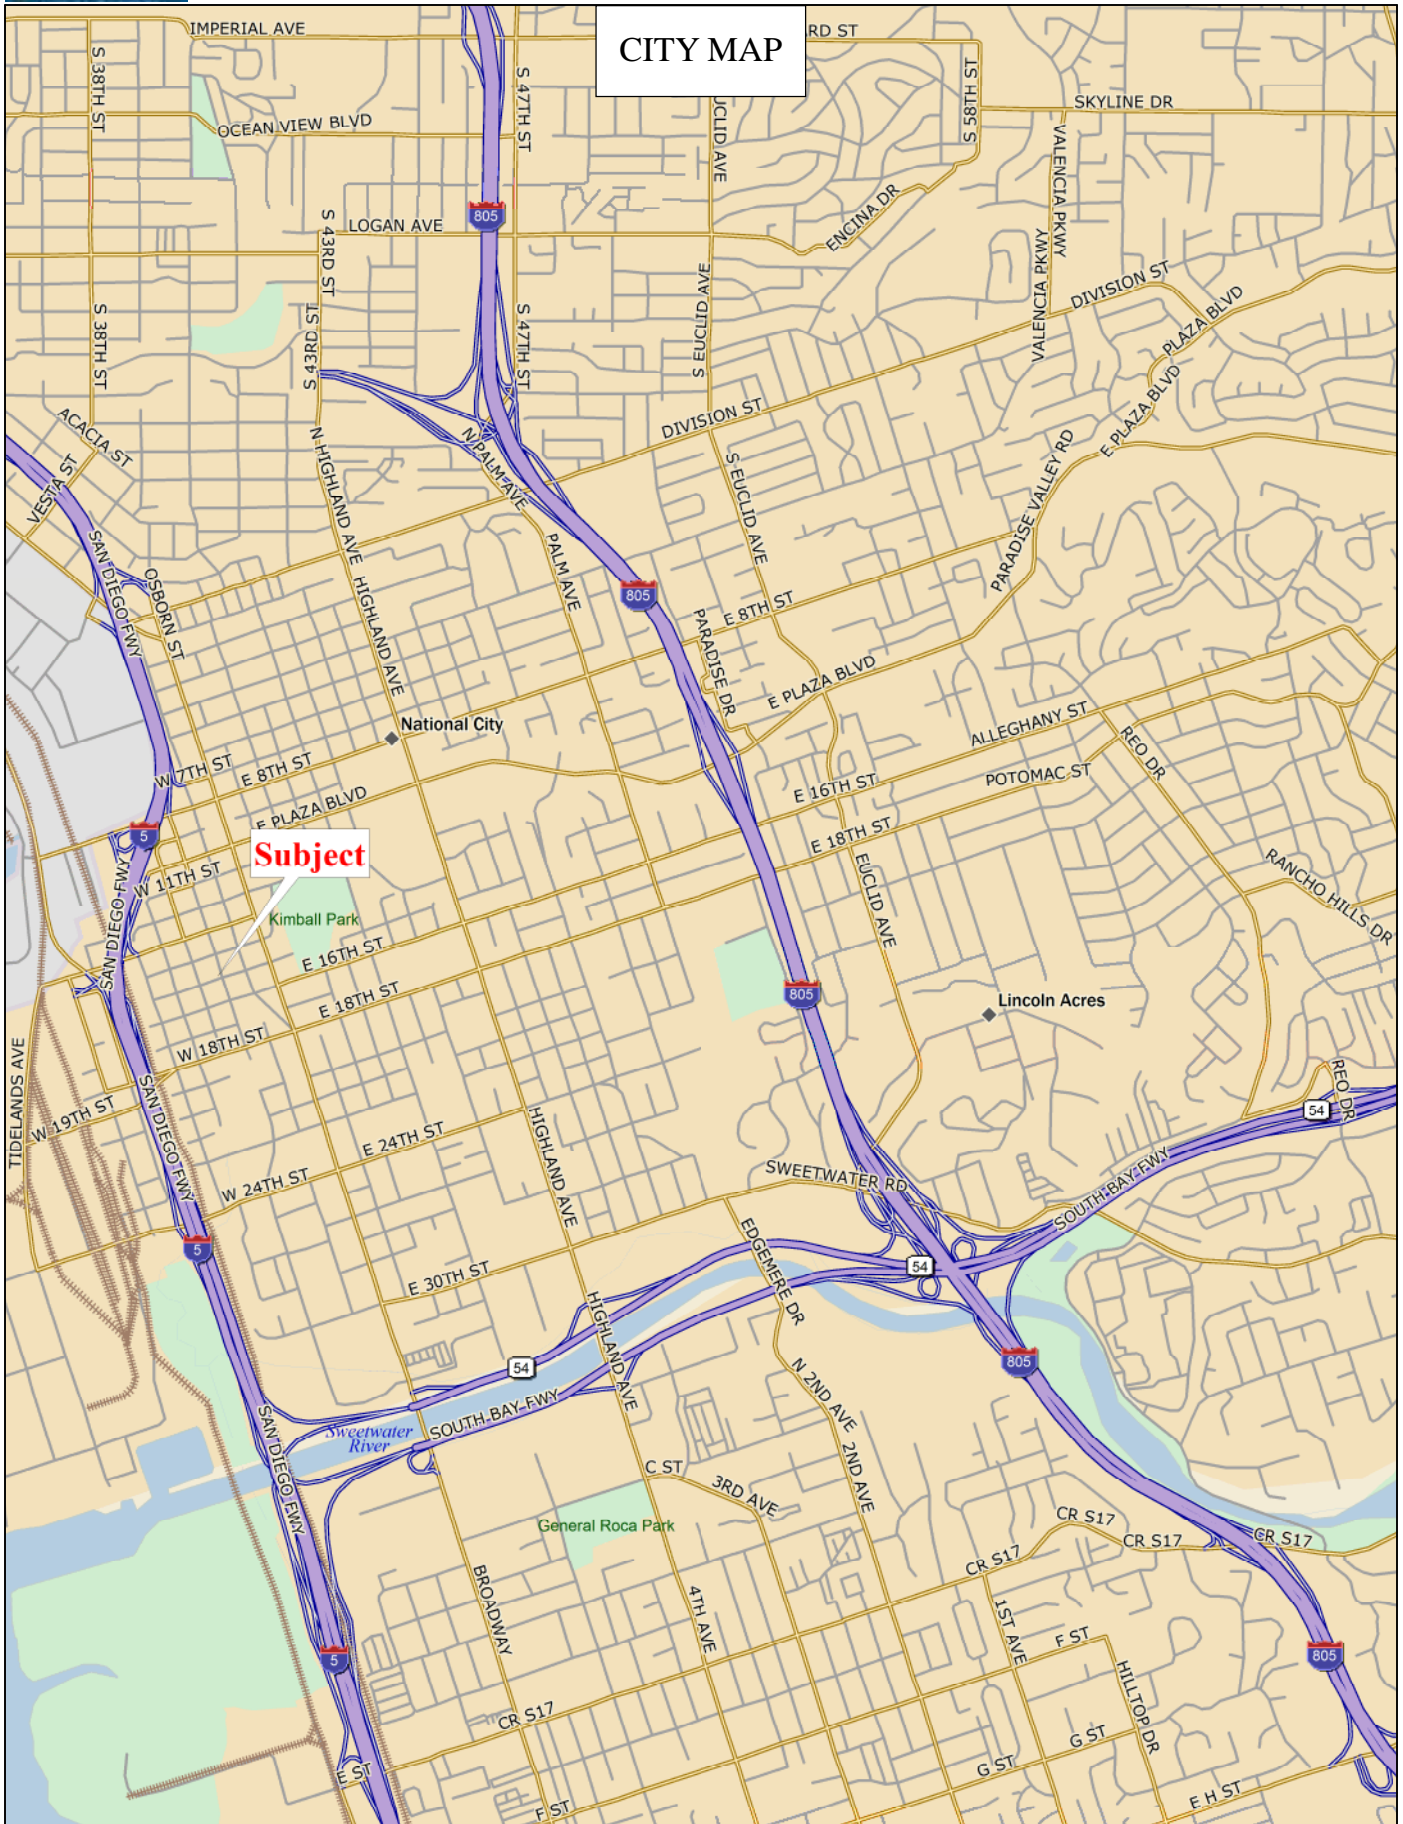 CITY MAP
IMPERIAL AVE
RD ST
S 38TH ST
S 47TH ST
S 58TH ST
SKYLINE DR
OCEAN VIEW BLVD
UCLID AVE
VALENCIA PKWY
805
S 43RD ST
LOGAN AVE
ENCINA DR
VALENCIA PKWY
DIVISION ST
S 38TH ST
S 43RD ST
S 47TH ST
S EUCLID AVE
PLAZA BLVD
ACACIA ST
VESTA ST
N HIGHLAND AVE
N PALM AVE
DIVISION ST
S EUCLID AVE
E PLAZA BLVD
PARADISE VALLEY RD
SAN DIEGO FWY
OSBORN ST
HIGHLAND AVE
PALM AVE
805
PARADISE DR
E 8TH ST
E PLAZA BLVD
National City
ALLEGHANY ST
REO DR
W 7TH ST
E 8TH ST
E 16TH ST
POTOMAC ST
E PLAZA BLVD
5
E 18TH ST
Subject
W 11TH ST
SAN DIEGO FWY
EUCLID AVE
RANCHO HILLS DR
Kimball Park
E 16TH ST
E 18TH ST
805
Lincoln Acres
W 18TH ST
TIDELANDS AVE
W 19TH ST
SAN DIEGO FWY
REO DR
54
E 24TH ST
HIGHLAND AVE
W 24TH ST
SWEETWATER RD
SOUTH BAY FWY
5
EDGEMERE DR
54
E 30TH ST
HIGHLAND AVE
54
805
N 2ND AVE
SAN DIEGO FWY
Sweetwater
River
SOUTH BAY FWY
2ND AVE
C ST
3RD AVE
General Roca Park
CR S17
CR S17
CR S17
CR S17
BROADWAY
4TH AVE
1ST AVE
F ST
5
HILLTOP DR
805
CR S17
G ST
G ST
E ST
F ST
E H ST